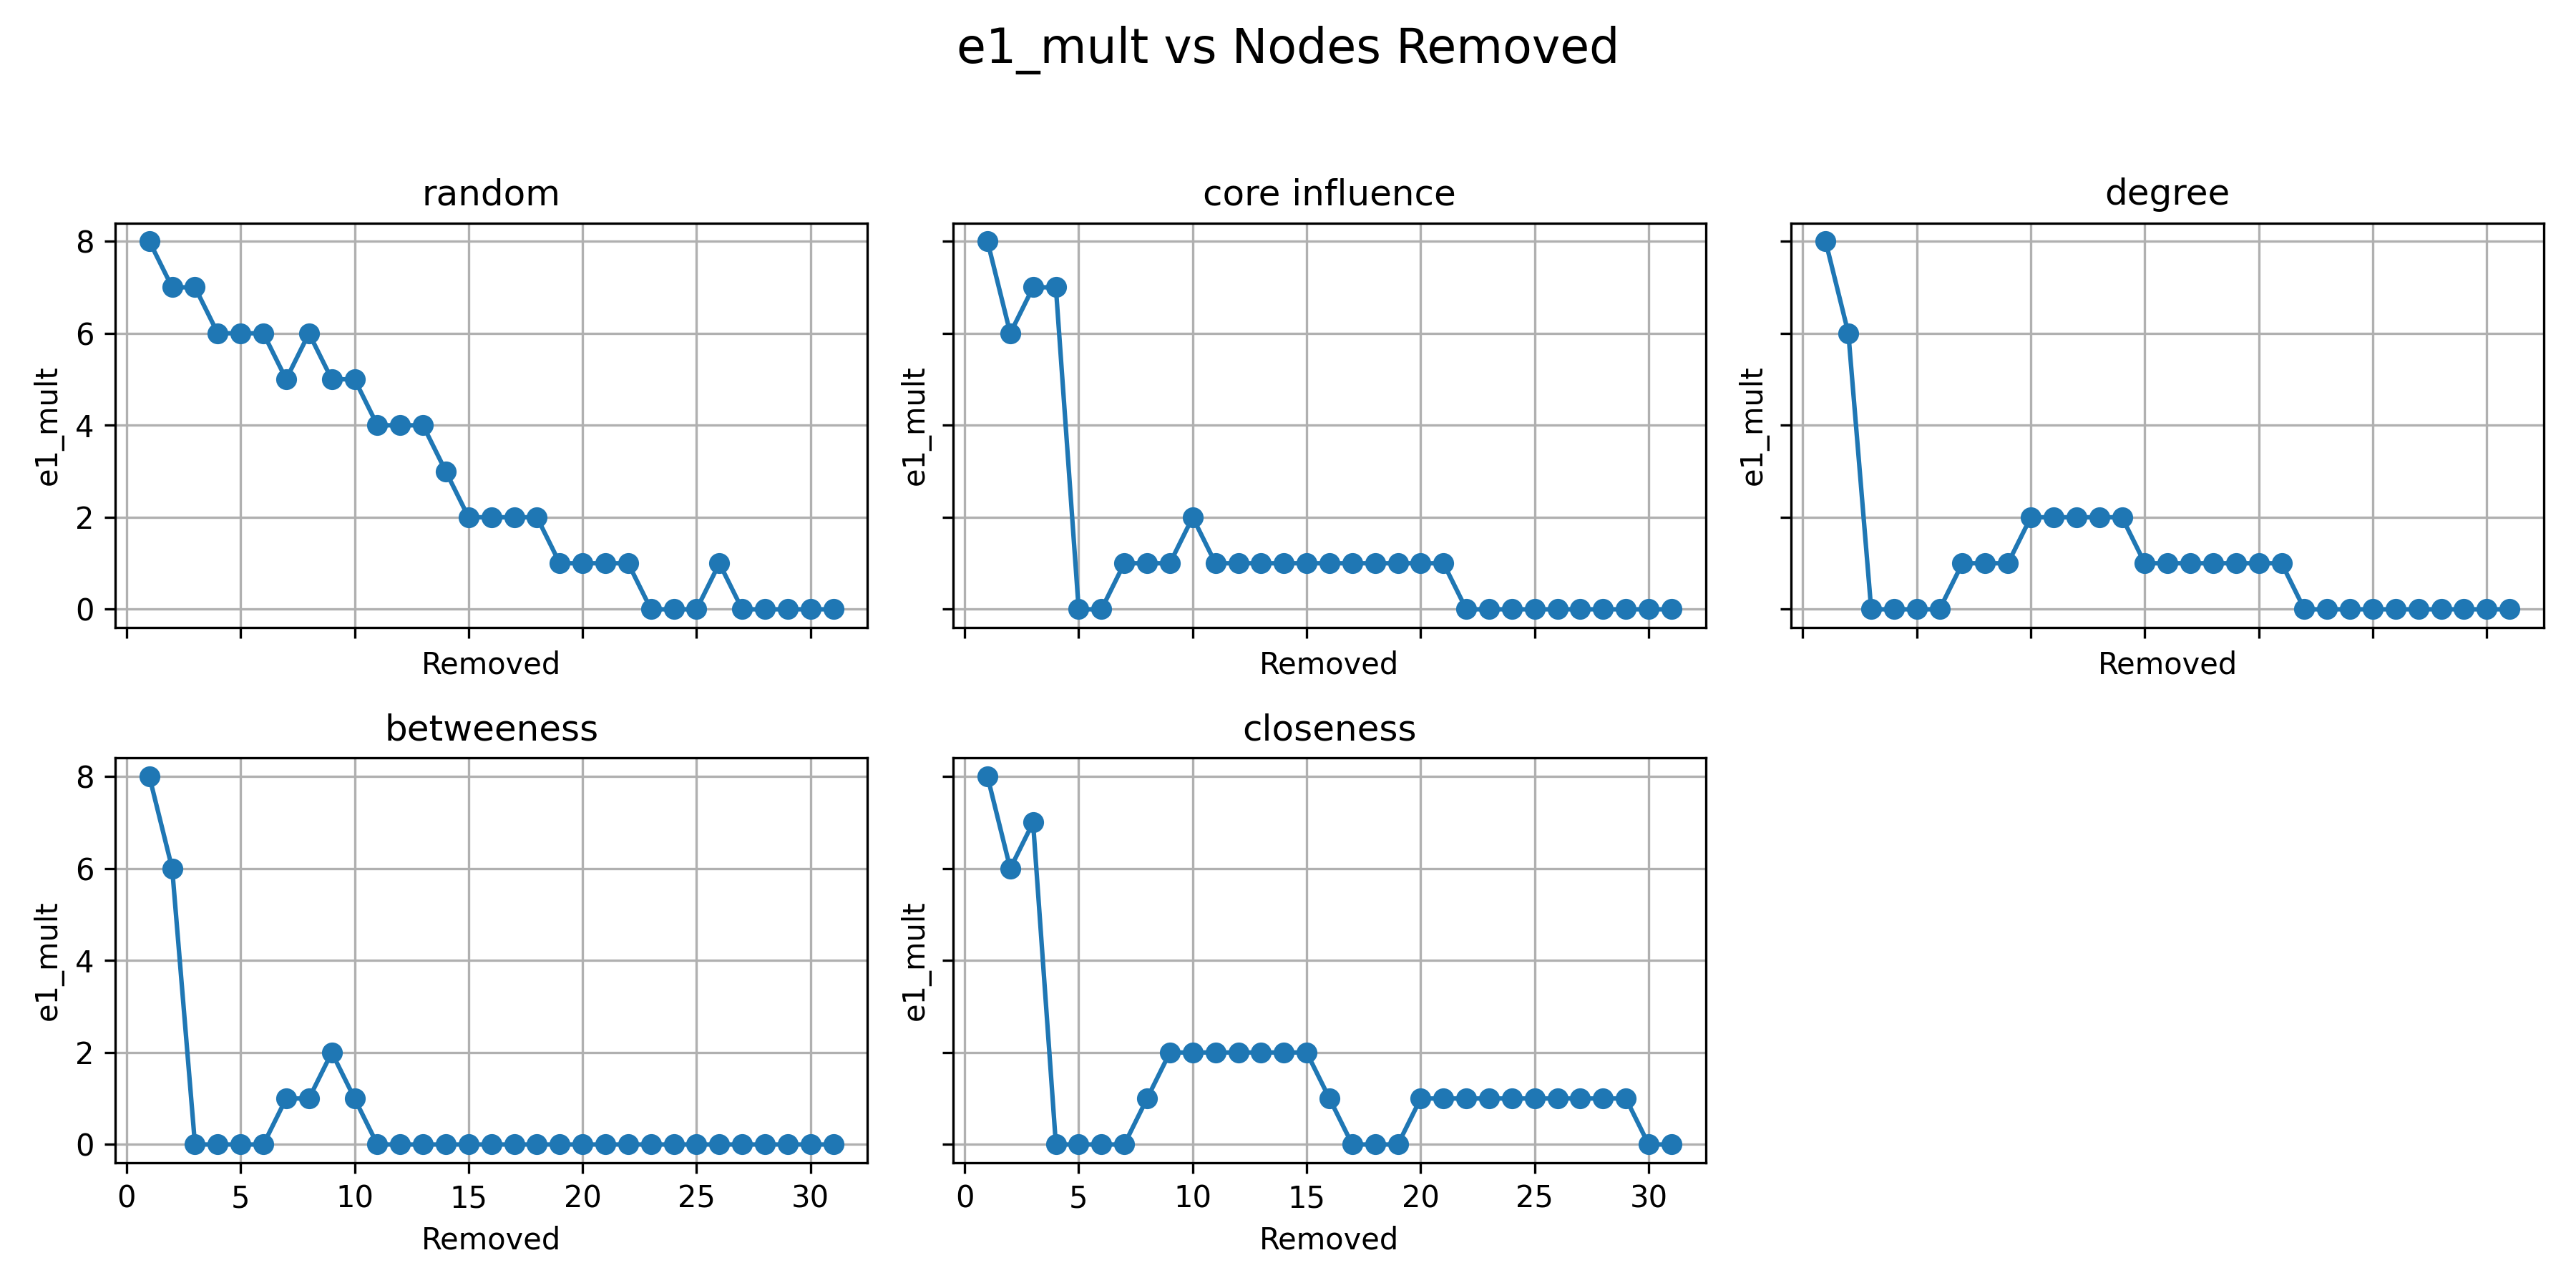 e1_mult vs Nodes Removed
random
core influence
degree
8
6
4
2
0
e1_mult
e1_mult
e1_mult
Removed
Removed
Removed
betweeness
closeness
8
6
4
2
0
e1_mult
e1_mult
0 5 10 15 20 25 30
0 5 10 15 20 25 30
Removed
Removed